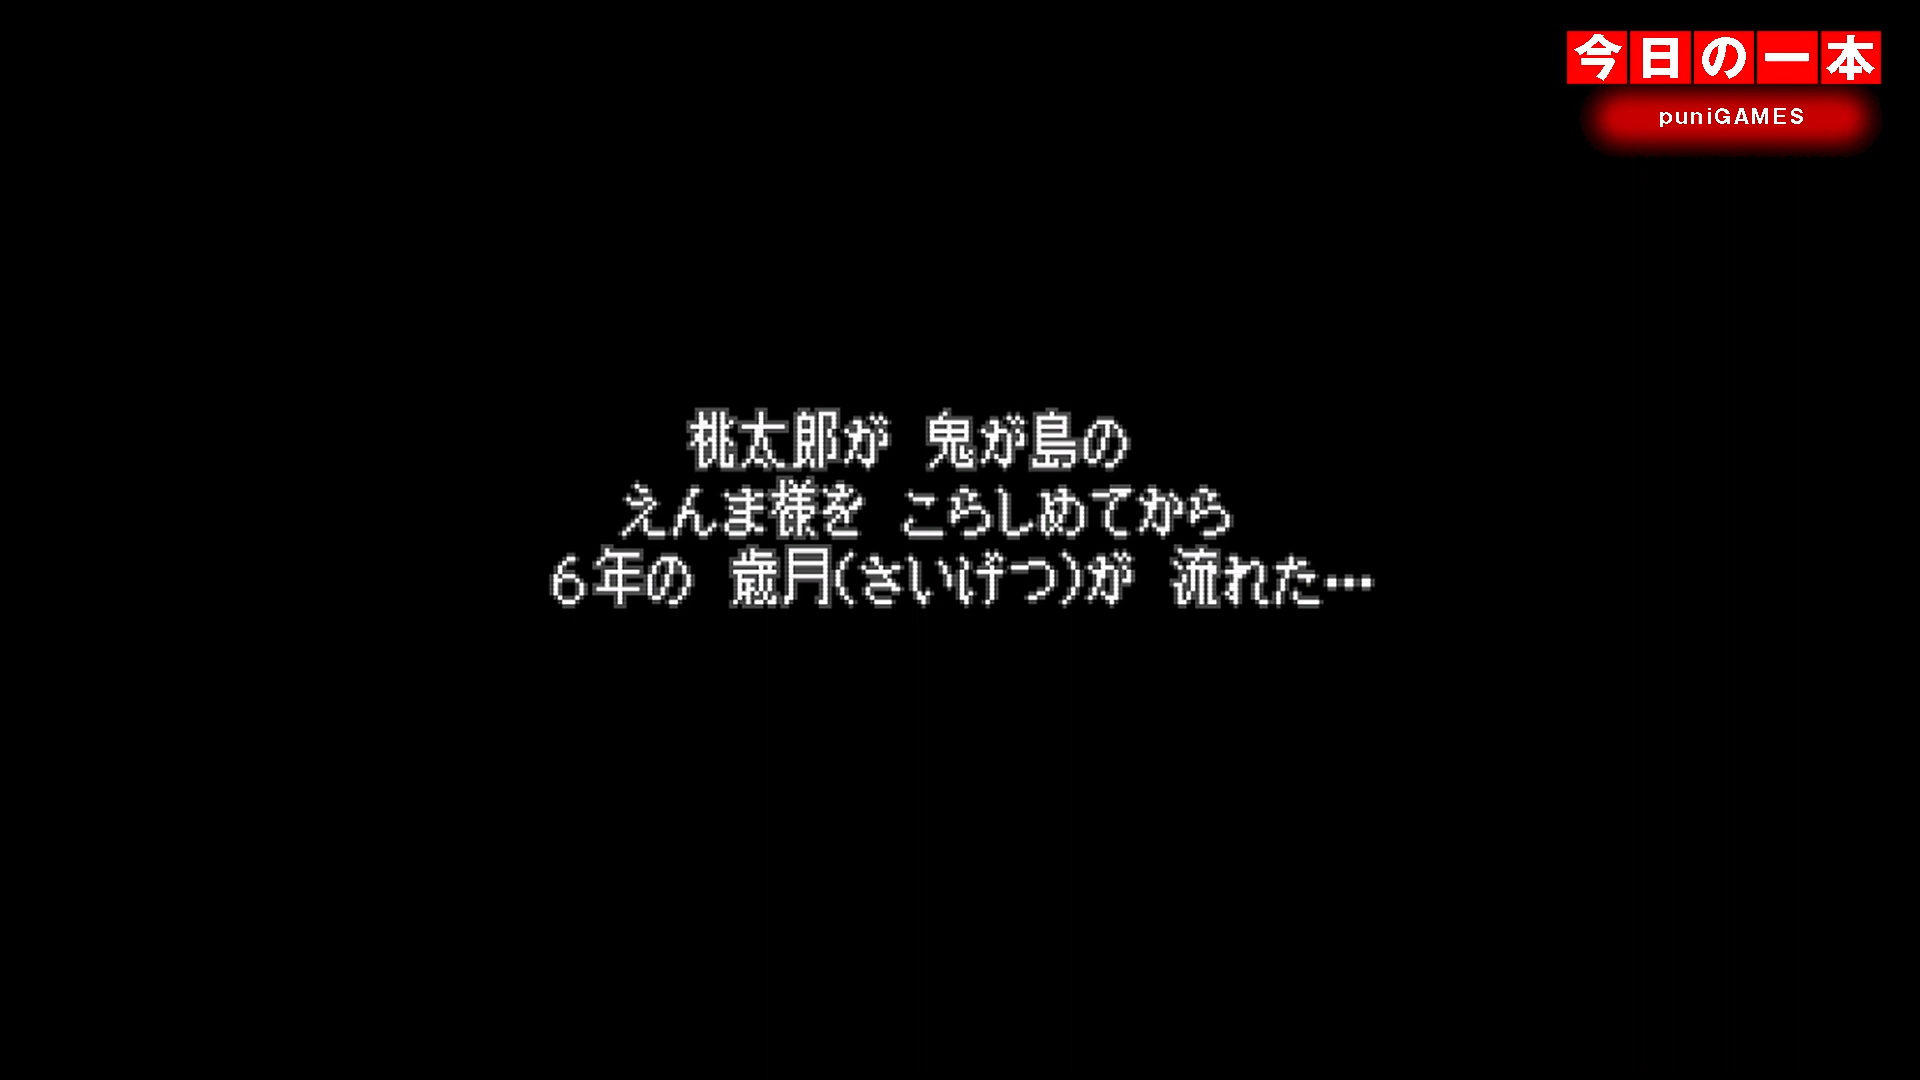 今日の一本
puniGAMES
桃太郎が 鬼が島の
えんま様を こらしめてから
6年の 歳月(さいげつ)が 流れた…